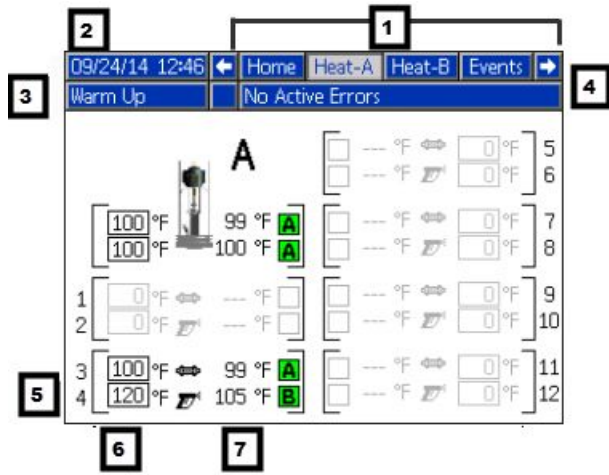 2
1
09/24/14 12:46 Home Heat-A Heat-B Events
3
Warm Up No Active Errors
4
A
--- °F 0 °F 5
--- °F 0 °F 6
100 °F 99 °F A
100 °F 100 °F A
--- °F 0 °F 7
--- °F 0 °F 8
1 0 °F --- °F
2 0 °F --- °F
--- °F 0 °F 9
--- °F 0 °F 10
3 100 °F 99 °F A
4 120 °F 105 °F B
--- °F 0 °F 11
--- °F 0 °F 12
5
6
7